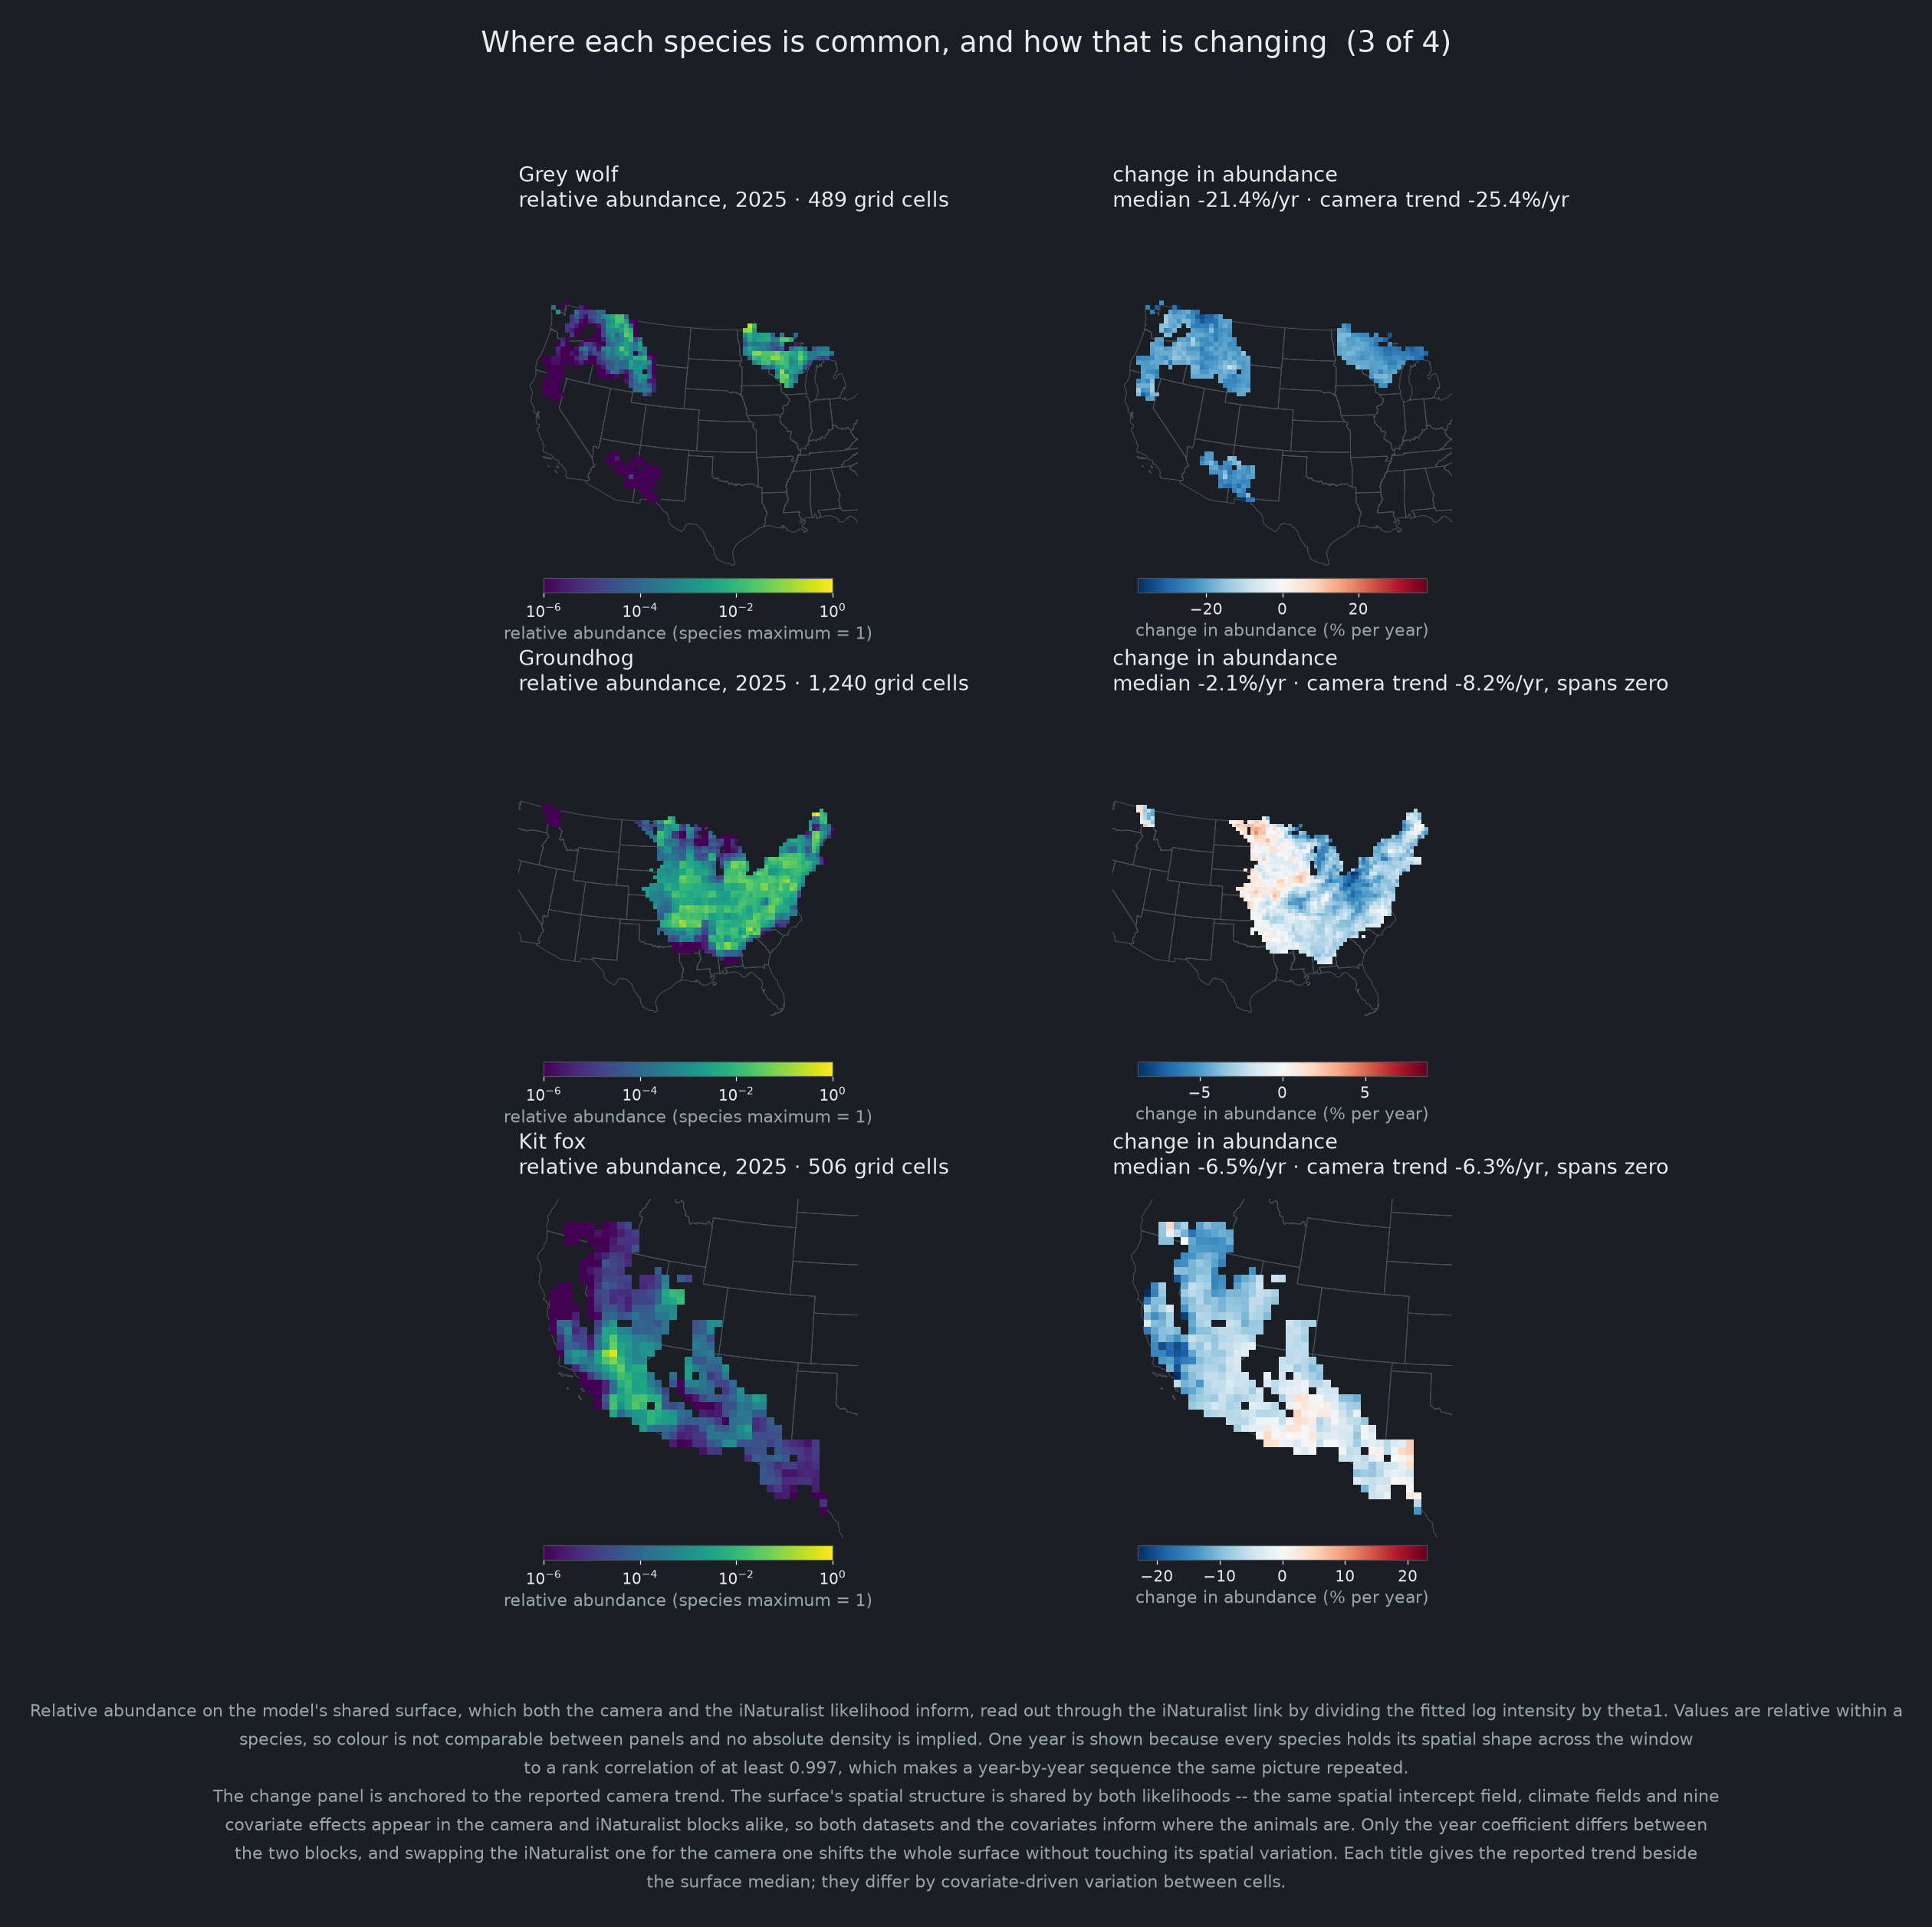 Where each species is common, and how that is changing  (3 of 4)
Grey wolf
relative abundance, 2025 · 489 grid cells
change in abundance
median -21.4%/yr · camera trend -25.4%/yr
10⁻⁶ 10⁻⁴ 10⁻² 10⁰
relative abundance (species maximum = 1)
−20 0 20
change in abundance (% per year)
Groundhog
relative abundance, 2025 · 1,240 grid cells
change in abundance
median -2.1%/yr · camera trend -8.2%/yr, spans zero
10⁻⁶ 10⁻⁴ 10⁻² 10⁰
relative abundance (species maximum = 1)
−5 0 5
change in abundance (% per year)
Kit fox
relative abundance, 2025 · 506 grid cells
change in abundance
median -6.5%/yr · camera trend -6.3%/yr, spans zero
10⁻⁶ 10⁻⁴ 10⁻² 10⁰
relative abundance (species maximum = 1)
−20 −10 0 10 20
change in abundance (% per year)
Relative abundance on the model's shared surface, which both the camera and the iNaturalist likelihood inform, read out through the iNaturalist link by dividing the fitted log intensity by theta1. Values are relative within a
species, so colour is not comparable between panels and no absolute density is implied. One year is shown because every species holds its spatial shape across the window
to a rank correlation of at least 0.997, which makes a year-by-year sequence the same picture repeated.
The change panel is anchored to the reported camera trend. The surface's spatial structure is shared by both likelihoods -- the same spatial intercept field, climate fields and nine
covariate effects appear in the camera and iNaturalist blocks alike, so both datasets and the covariates inform where the animals are. Only the year coefficient differs between
the two blocks, and swapping the iNaturalist one for the camera one shifts the whole surface without touching its spatial variation. Each title gives the reported trend beside
the surface median; they differ by covariate-driven variation between cells.